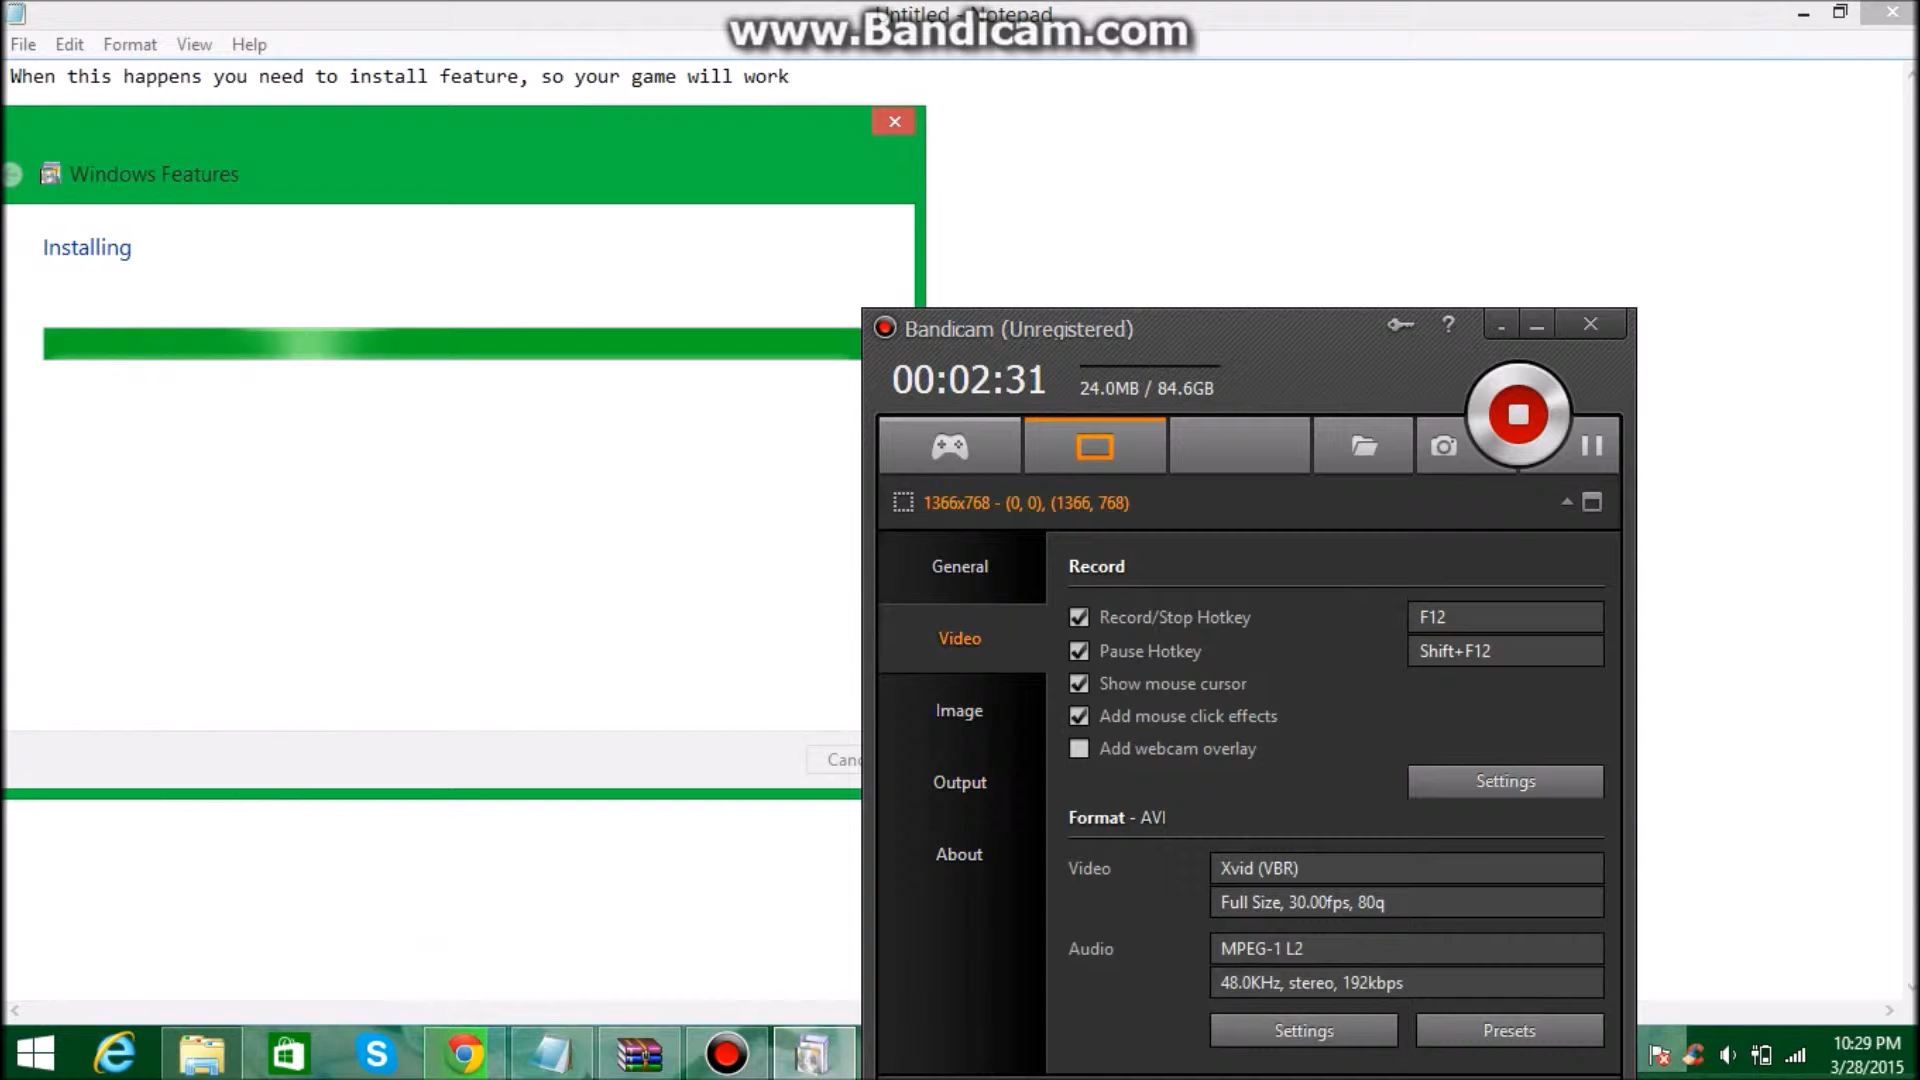 Untitled - Notepad
www.Bandicam.com
File Edit Format View Help
When this happens you need to install feature, so your game will work
Windows Features
Installing
Canc
Bandicam (Unregistered)
00:02:31
24.0MB / 84.6GB
1366x768 - (0, 0), (1366, 768)
General
Video
Image
Output
About
Record
Record/Stop Hotkey F12
Pause Hotkey Shift+F12
Show mouse cursor
Add mouse click effects
Add webcam overlay
Settings
Format - AVI
Video Xvid (VBR)
Full Size, 30.00fps, 80q
Audio MPEG-1 L2
48.0KHz, stereo, 192kbps
Settings Presets
10:29 PM
3/28/2015